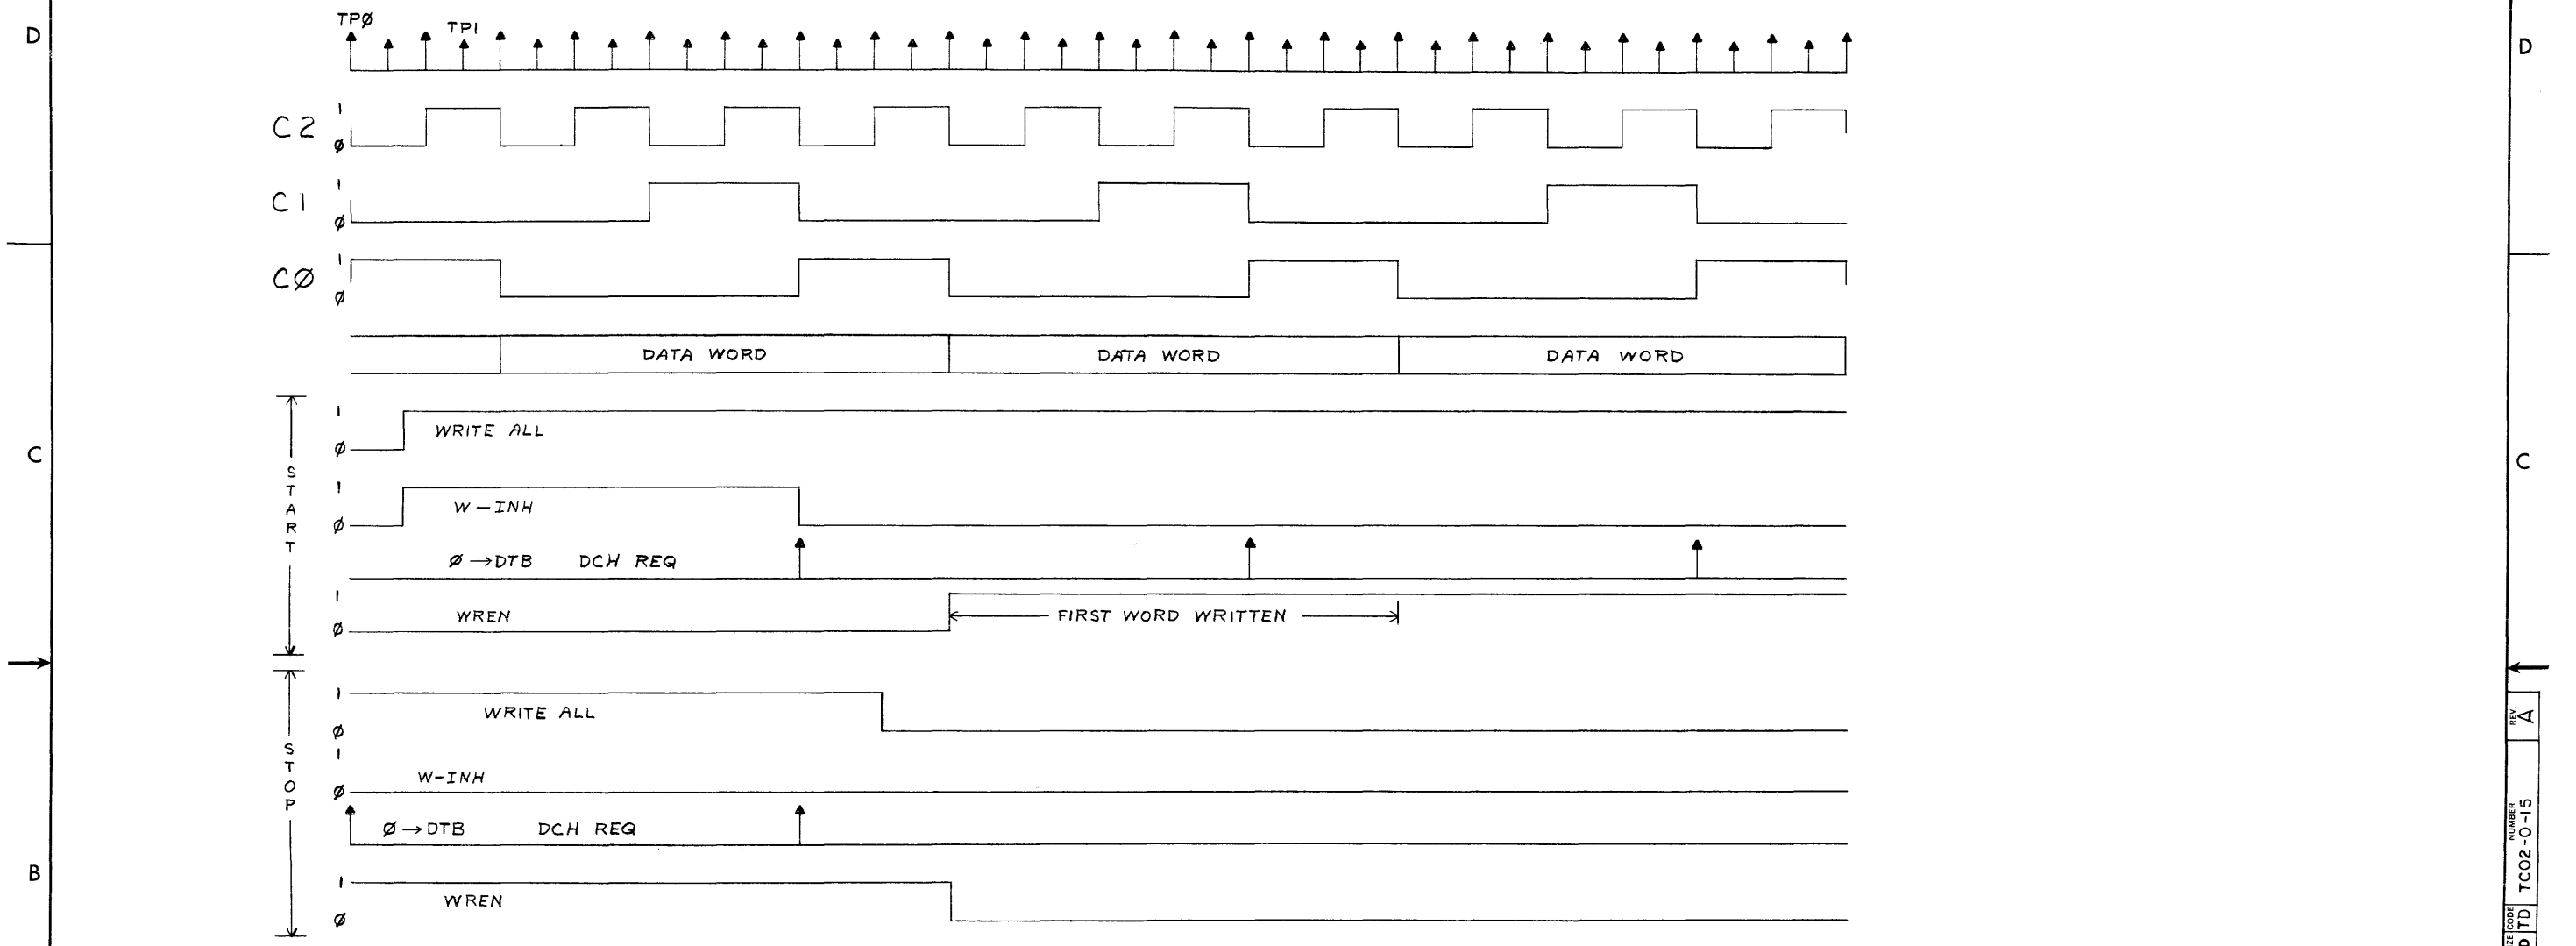 D
TPØ
TP1
D
C2
1
Ø
C1
1
Ø
CØ
1
Ø
DATA WORD
DATA WORD
DATA WORD
C
C
START
1
WRITE ALL
Ø
1
W-INH
Ø
Ø→DTB DCH REQ
1
WREN
Ø
FIRST WORD WRITTEN
STOP
1
WRITE ALL
Ø
1
W-INH
Ø
Ø→DTB DCH REQ
1
WREN
Ø
B
REV.
A
NUMBER
TC02-0-15
CODE
TD